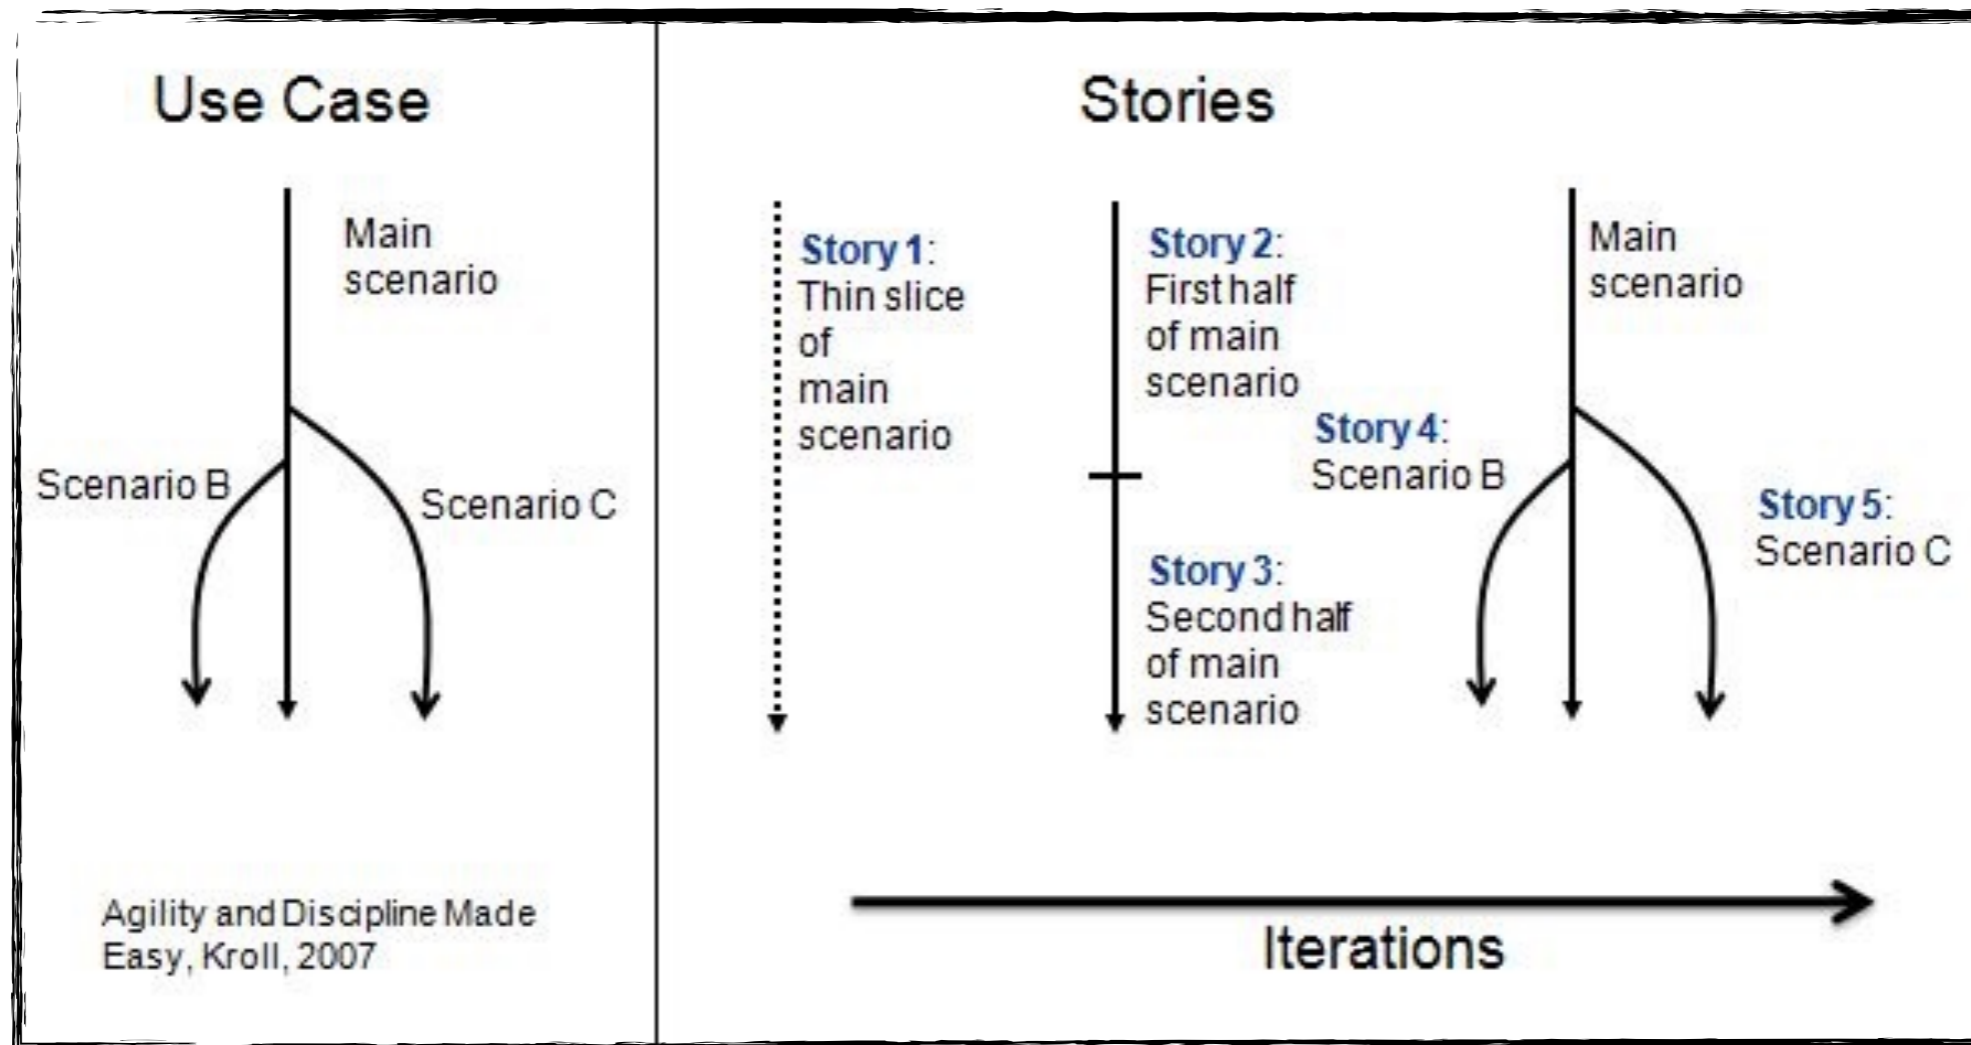 Use Case
Main
scenario
Scenario B
Scenario C
Agility and Discipline Made
Easy, Kroll, 2007
Stories
Story 1:
Thin slice
of
main
scenario
Story 2:
First half
of main
scenario
Story 3:
Second half
of main
scenario
Main
scenario
Story 4:
Scenario B
Story 5:
Scenario C
Iterations